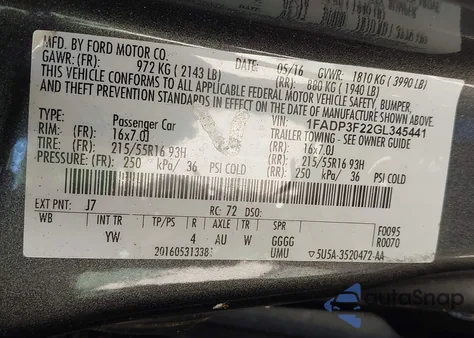 MFD. BY FORD MOTOR CO.
05/16 GVWR: 1810 KG ( 3990 LB)
GAWR: (FR): 972 KG ( 2143 LB) (RR): 880 KG ( 1940 LB)
THIS VEHICLE CONFORMS TO ALL APPLICABLE FEDERAL MOTOR VEHICLE SAFETY, BUMPER,
AND THEFT PREVENTION STANDARDS IN EFFECT ON THE DATE OF MANUFACTURE SHOWN ABOVE.
VIN: 1FADP3F22GL345441
Passenger Car TRAILER TOWING - SEE OWNER GUIDE
RIM: (FR) 16x7.0J (RR): 16x7.0J
TIRE: (FR): 215/55R16 93H (RR): 215/55R16 93H
PRESSURE: (FR): 250 kPa/ 36 PSI COLD (RR): 250 kPa/ 36 PSI COLD
EXT PNT: J7 RC: 72 DSO:
WB INT TR TP/PS R AXLE TR SPR F0095
YW 4 AU W GGGG R0070
20160531338 UMU 5U5A-3520472-AA
autoSnap